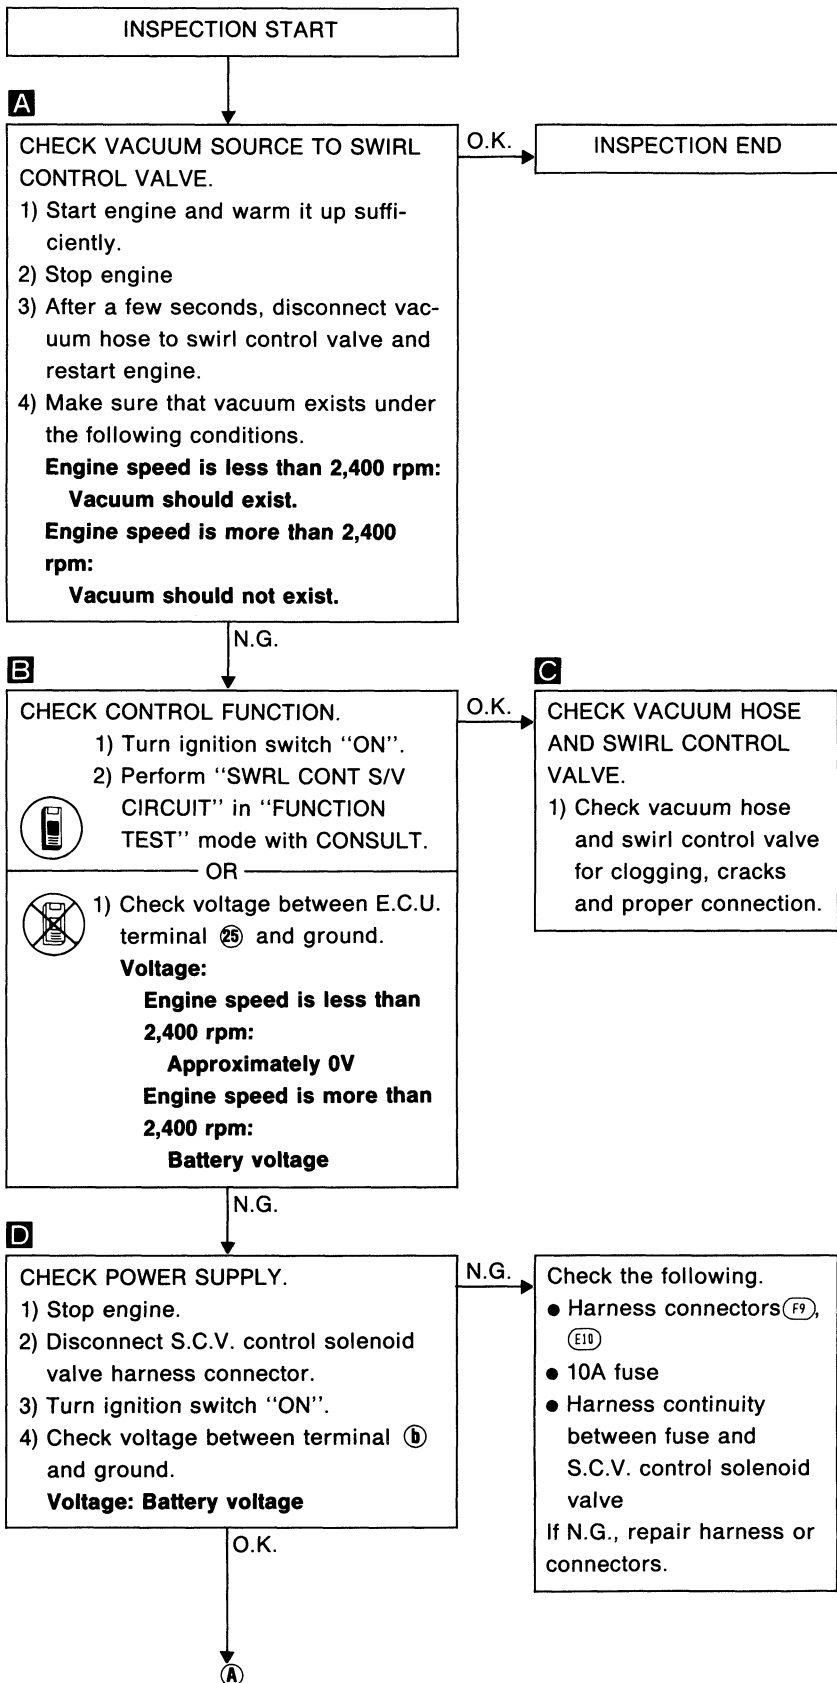 INSPECTION START
A
CHECK VACUUM SOURCE TO SWIRL
CONTROL VALVE.
1) Start engine and warm it up suffi-
ciently.
2) Stop engine
3) After a few seconds, disconnect vac-
uum hose to swirl control valve and
restart engine.
4) Make sure that vacuum exists under
the following conditions.
Engine speed is less than 2,400 rpm:
Vacuum should exist.
Engine speed is more than 2,400
rpm:
Vacuum should not exist.
O.K.
INSPECTION END
N.G.
B
CHECK CONTROL FUNCTION.
1) Turn ignition switch "ON".
2) Perform "SWRL CONT S/V
CIRCUIT" in "FUNCTION
TEST" mode with CONSULT.
OR
1) Check voltage between E.C.U.
terminal ㉕ and ground.
Voltage:
Engine speed is less than
2,400 rpm:
Approximately 0V
Engine speed is more than
2,400 rpm:
Battery voltage
O.K.
C
CHECK VACUUM HOSE
AND SWIRL CONTROL
VALVE.
1) Check vacuum hose
and swirl control valve
for clogging, cracks
and proper connection.
N.G.
D
CHECK POWER SUPPLY.
1) Stop engine.
2) Disconnect S.C.V. control solenoid
valve harness connector.
3) Turn ignition switch "ON".
4) Check voltage between terminal ⓑ
and ground.
Voltage: Battery voltage
N.G.
Check the following.
● Harness connectors F9,
E10
● 10A fuse
● Harness continuity
between fuse and
S.C.V. control solenoid
valve
If N.G., repair harness or
connectors.
O.K.
Ⓐ